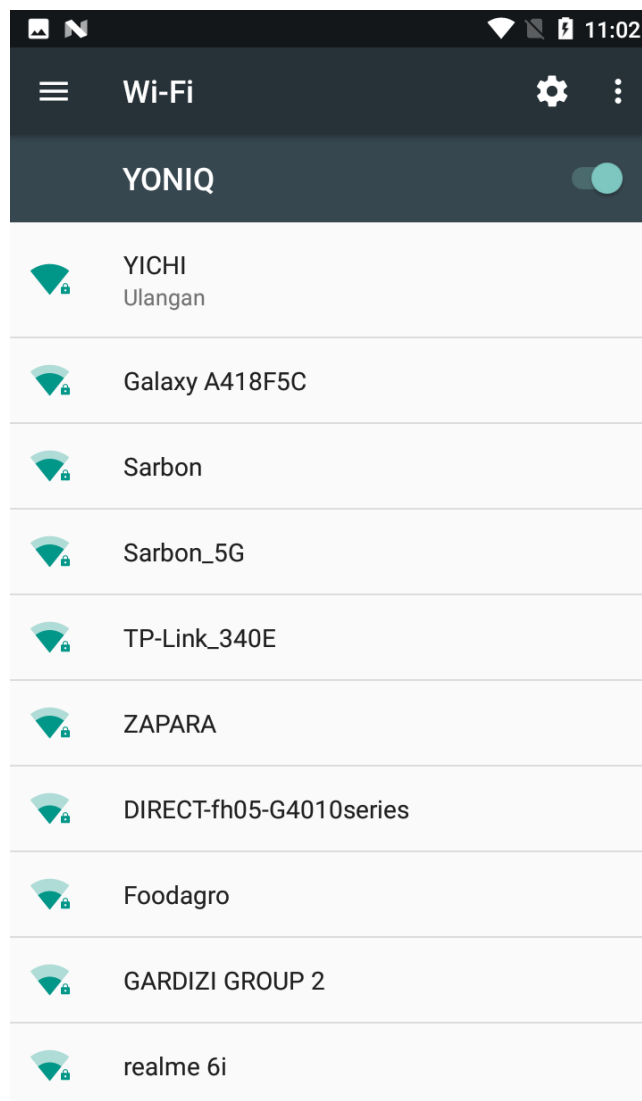 11:02
Wi-Fi
YONIQ
YICHI
Ulangan
Galaxy A418F5C
Sarbon
Sarbon_5G
TP-Link_340E
ZAPARA
DIRECT-fh05-G4010series
Foodagro
GARDIZI GROUP 2
realme 6i